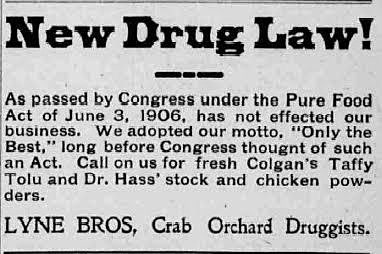 New Drug Law!
As passed by Congress under the Pure Food
Act of June 3, 1906, has not effected our
business. We adopted our motto, "Only the
Best," long before Congress thougnt of such
an Act. Call on us for fresh Colgan's Taffy
Tolu and Dr. Hass' stock and chicken pow-
ders.
LYNE BROS, Crab Orchard Druggists.